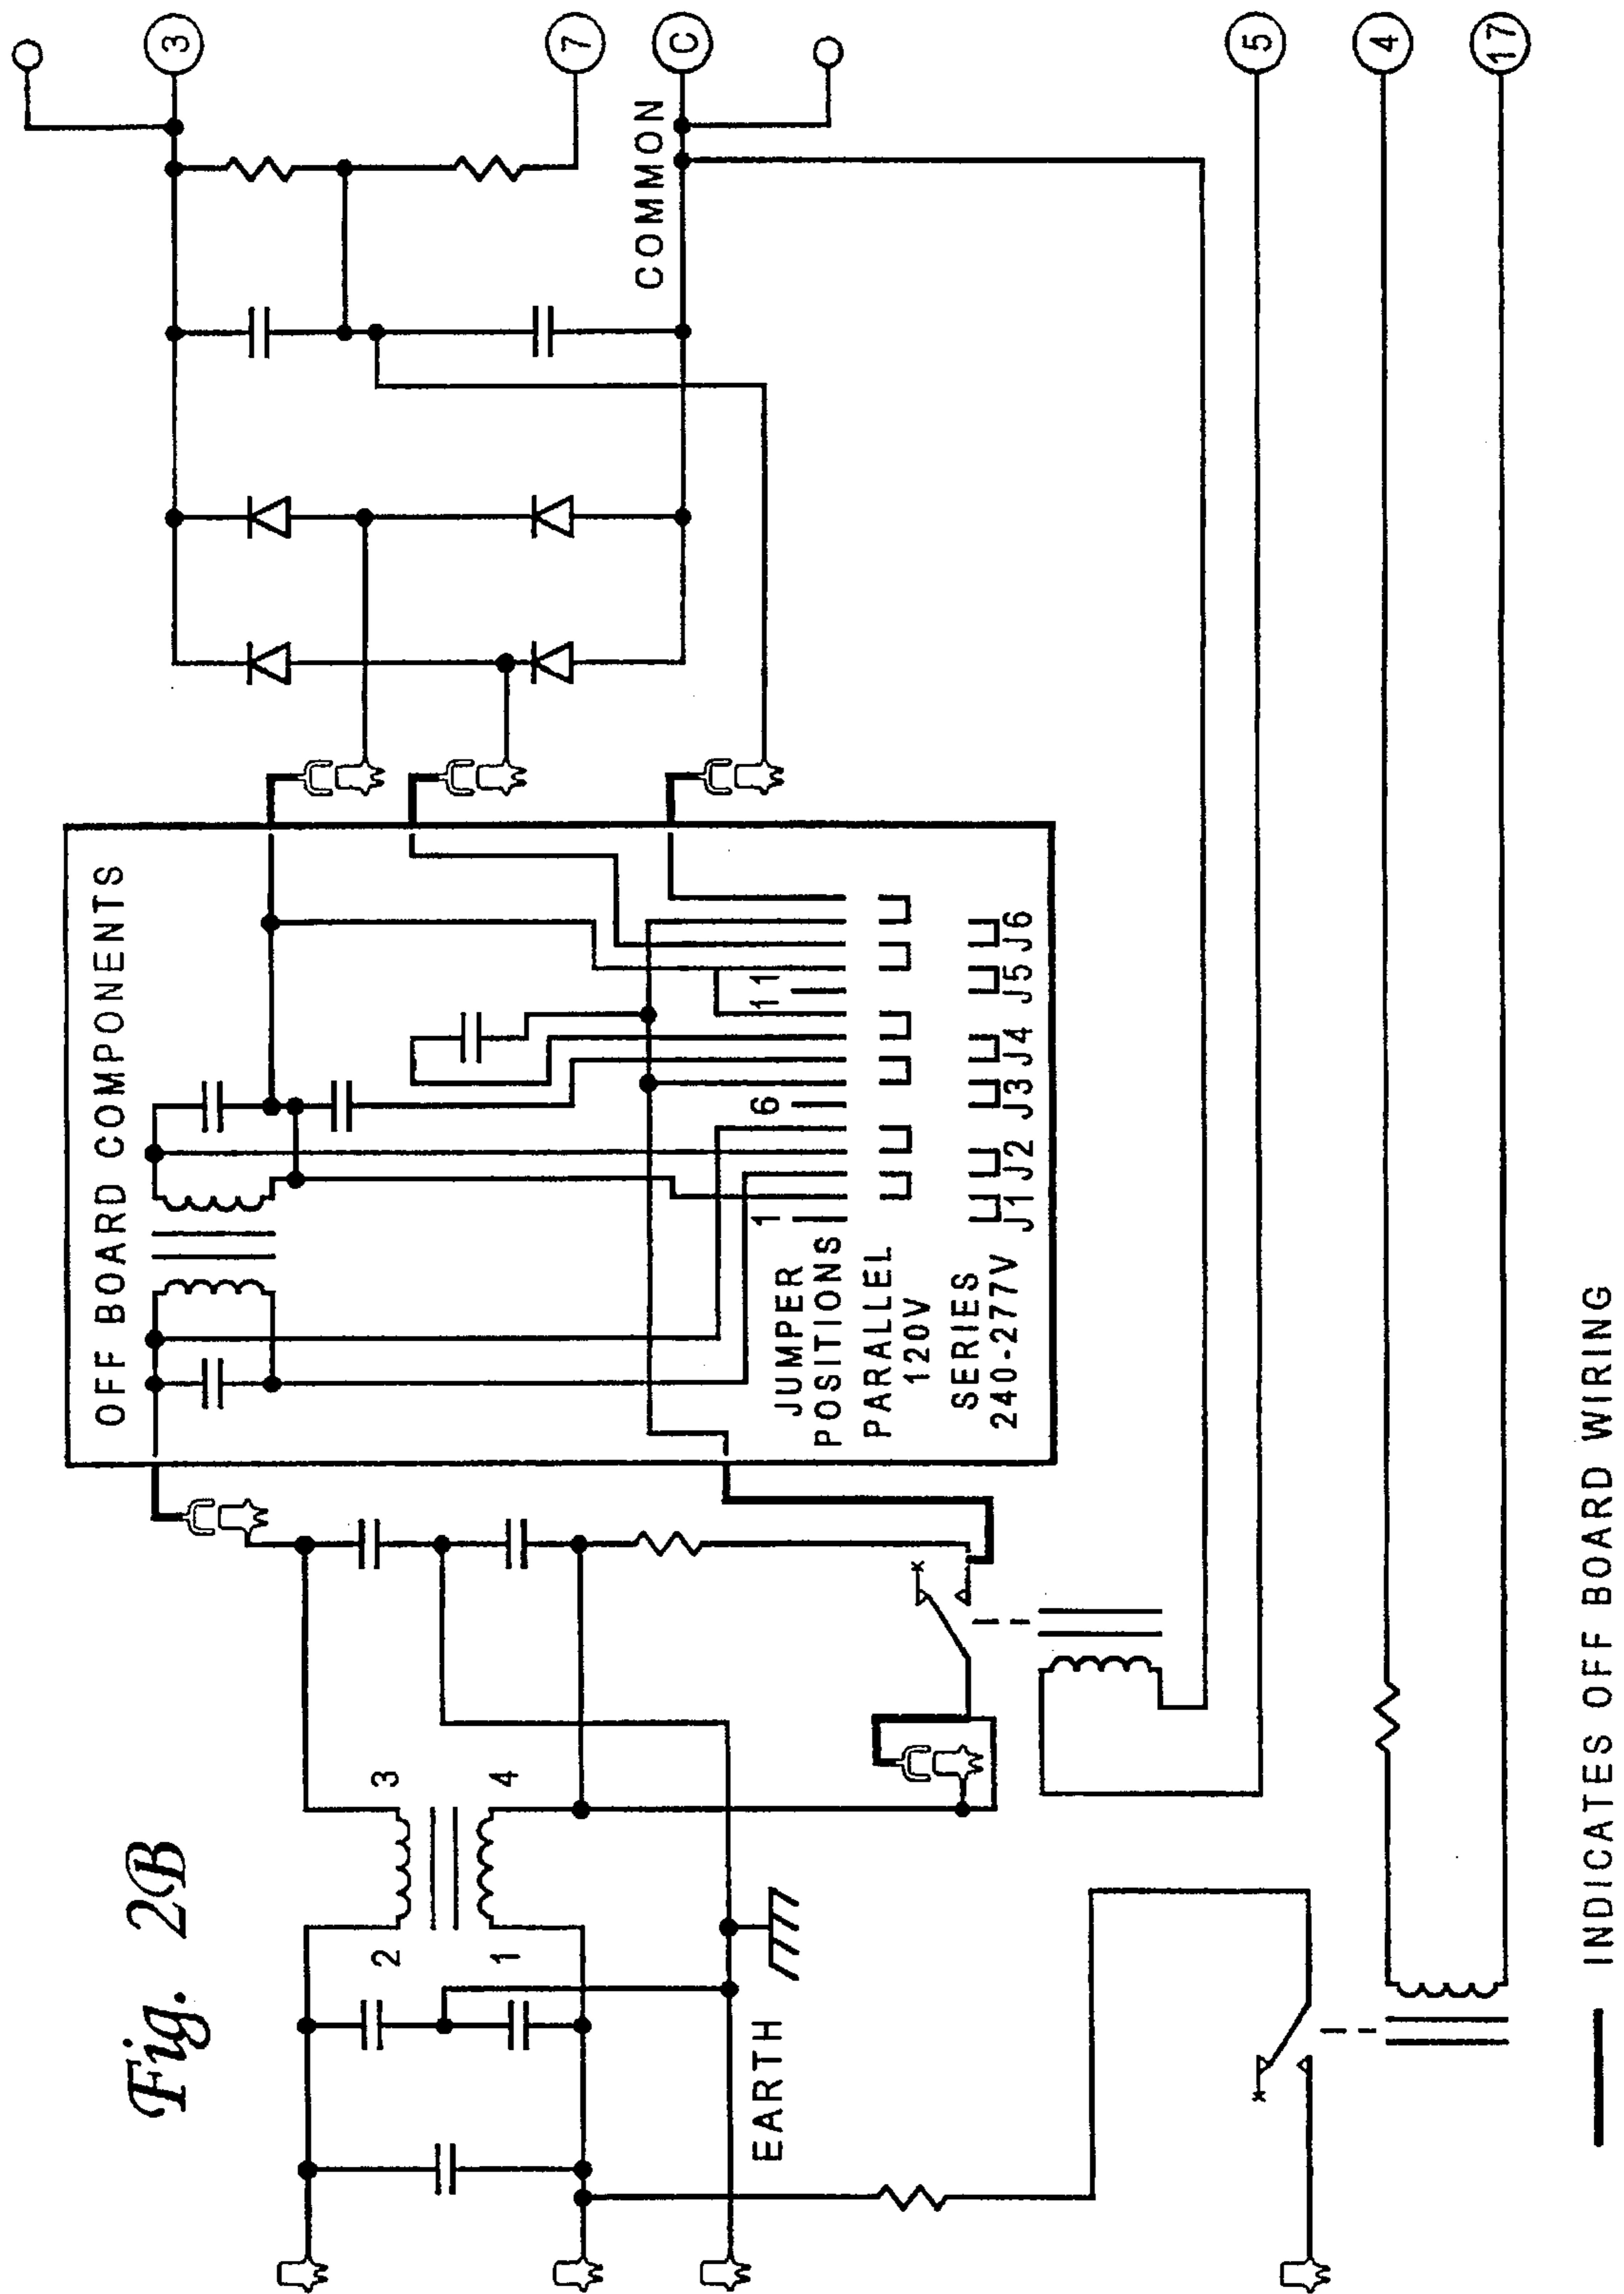 Fig. 2B
OFF BOARD COMPONENTS
3
7
C
COMMON
5
4
17
2
3
1
4
EARTH
JUMPER
POSITIONS
1
6
11
PARALLEL
120V
SERIES
240-277V
J1
J2
J3
J4
J5
J6
INDICATES OFF BOARD WIRING